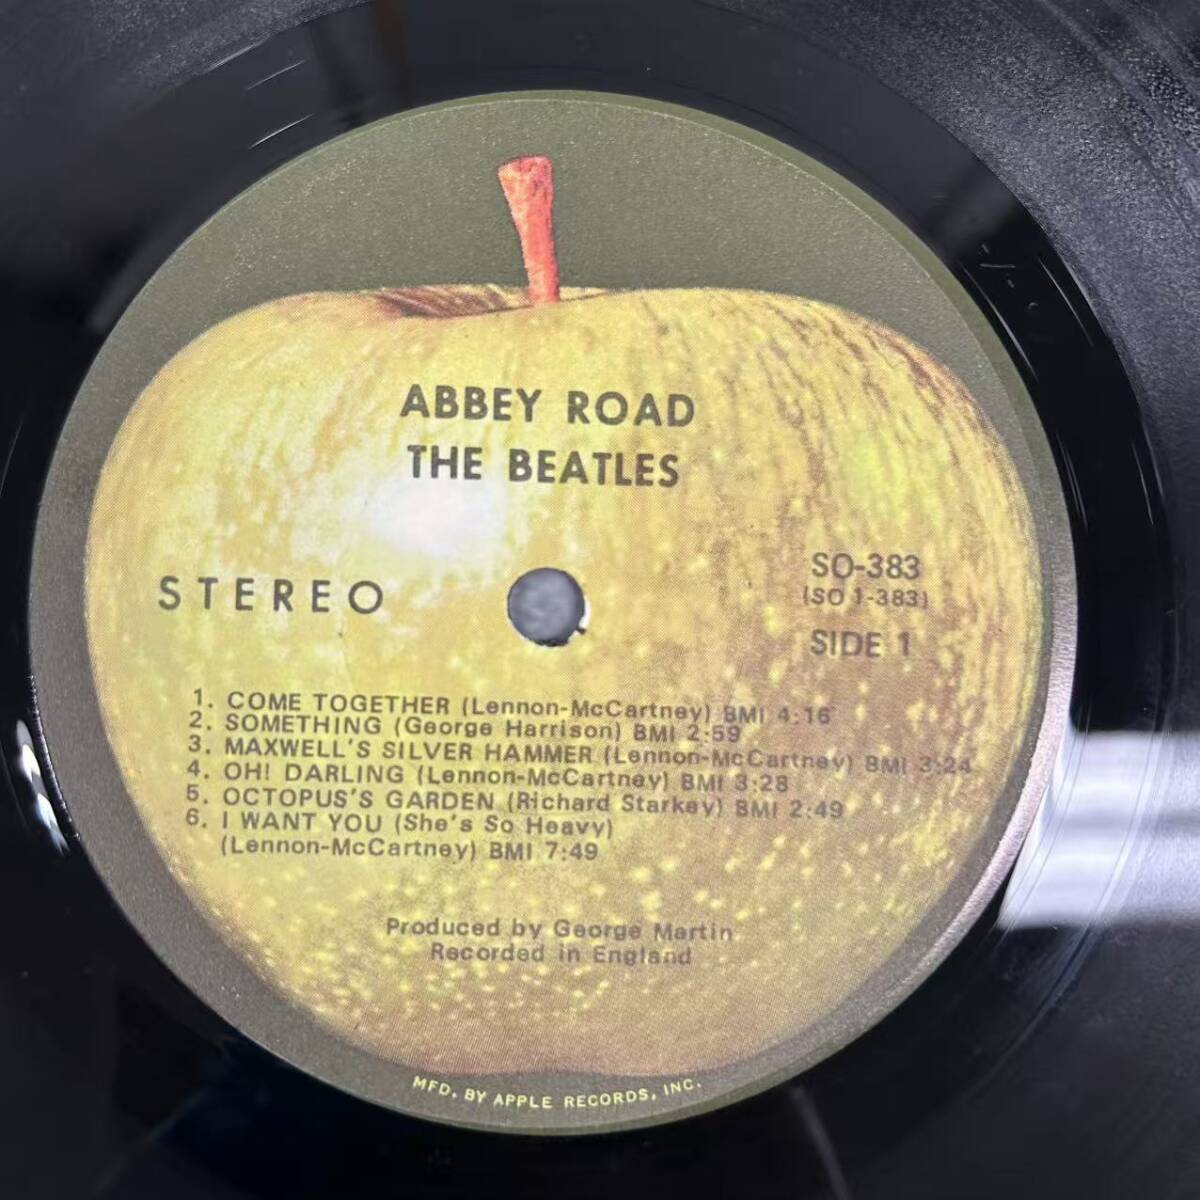 ABBEY ROAD
THE BEATLES
STEREO
SO-383
(SO 1-383)
SIDE 1
1. COME TOGETHER (Lennon-McCartney) BMI 4:16
2. SOMETHING (George Harrison) BMI 2:59
3. MAXWELL'S SILVER HAMMER (Lennon-McCartney) BMI 3:24
4. OH! DARLING (Lennon-McCartney) BMI 3:28
5. OCTOPUS'S GARDEN (Richard Starkey) BMI 2:49
6. I WANT YOU (She's So Heavy)
(Lennon-McCartney) BMI 7:49
Produced by George Martin
Recorded in England
MFD. BY APPLE RECORDS, INC.